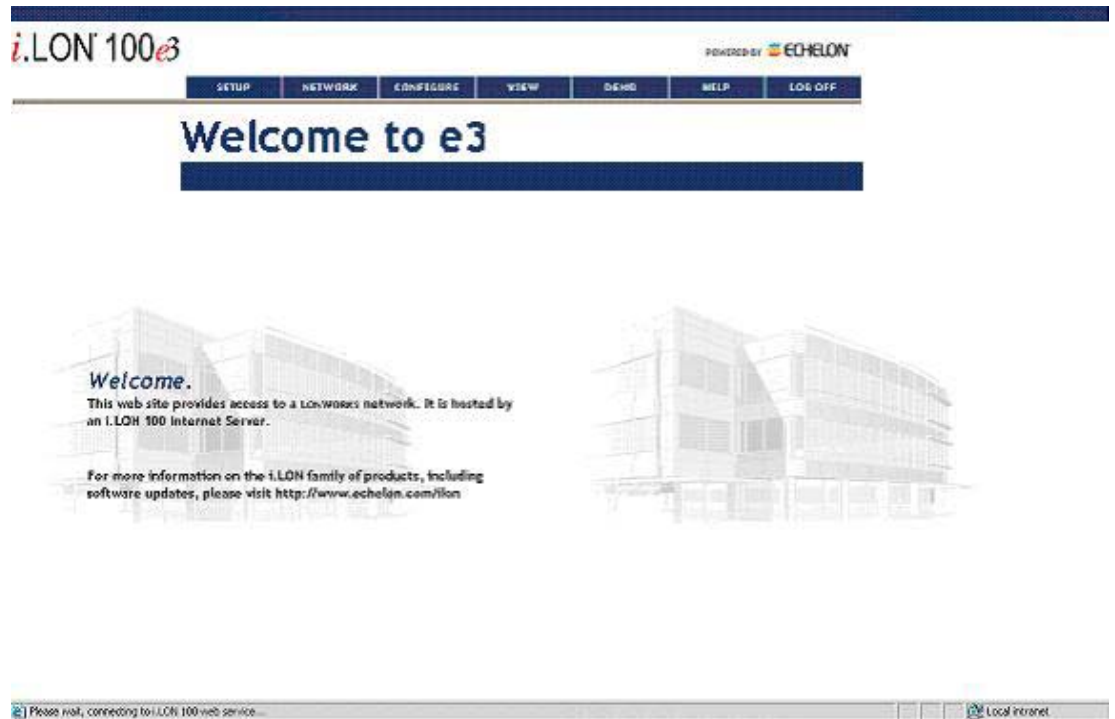 i.LON 100e3
POWERED BY ECHELON
SETUP NETWORK CONFIGURE VIEW DEMO HELP LOG OFF
Welcome to e3
Welcome.
This web site provides access to a LONWORKS network. It is hosted by
an i.LON 100 Internet Server.
For more information on the i.LON family of products, including
software updates, please visit http://www.echelon.com/ilon
Please wait, connecting to i.LON 100 web service...
Local intranet